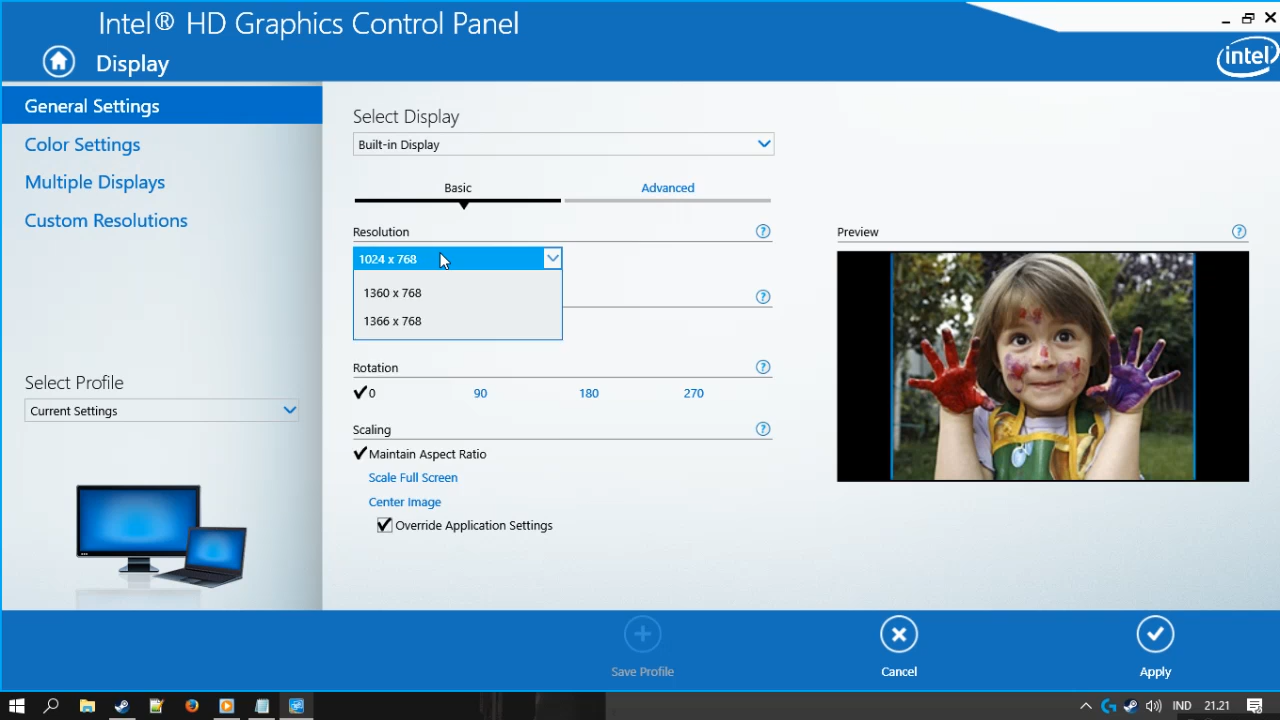 Intel® HD Graphics Control Panel
Display
intel
General Settings
Color Settings
Multiple Displays
Custom Resolutions
Select Profile
Current Settings
Select Display
Built-in Display
Basic
Advanced
Resolution
?
1024 x 768
1360 x 768
1366 x 768
?
Rotation
?
0
90
180
270
Scaling
?
Maintain Aspect Ratio
Scale Full Screen
Center Image
Override Application Settings
Preview
?
Save Profile
Cancel
Apply
IND
21.21